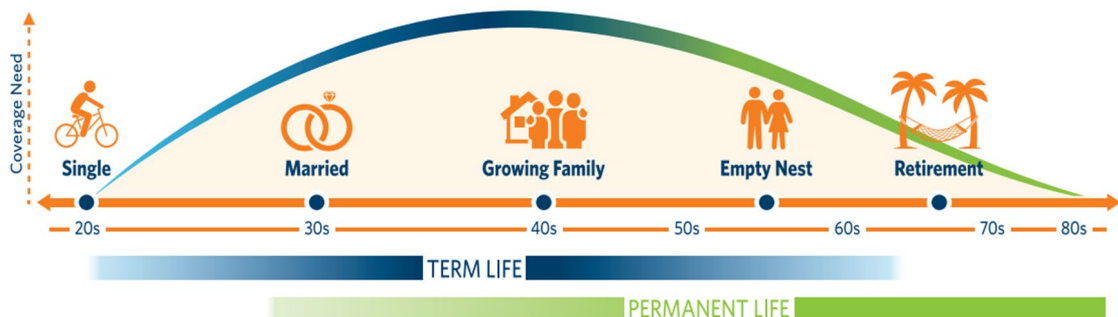 Coverage Need
Single
Married
Growing Family
Empty Nest
Retirement
20s
30s
40s
50s
60s
70s
80s
TERM LIFE
PERMANENT LIFE